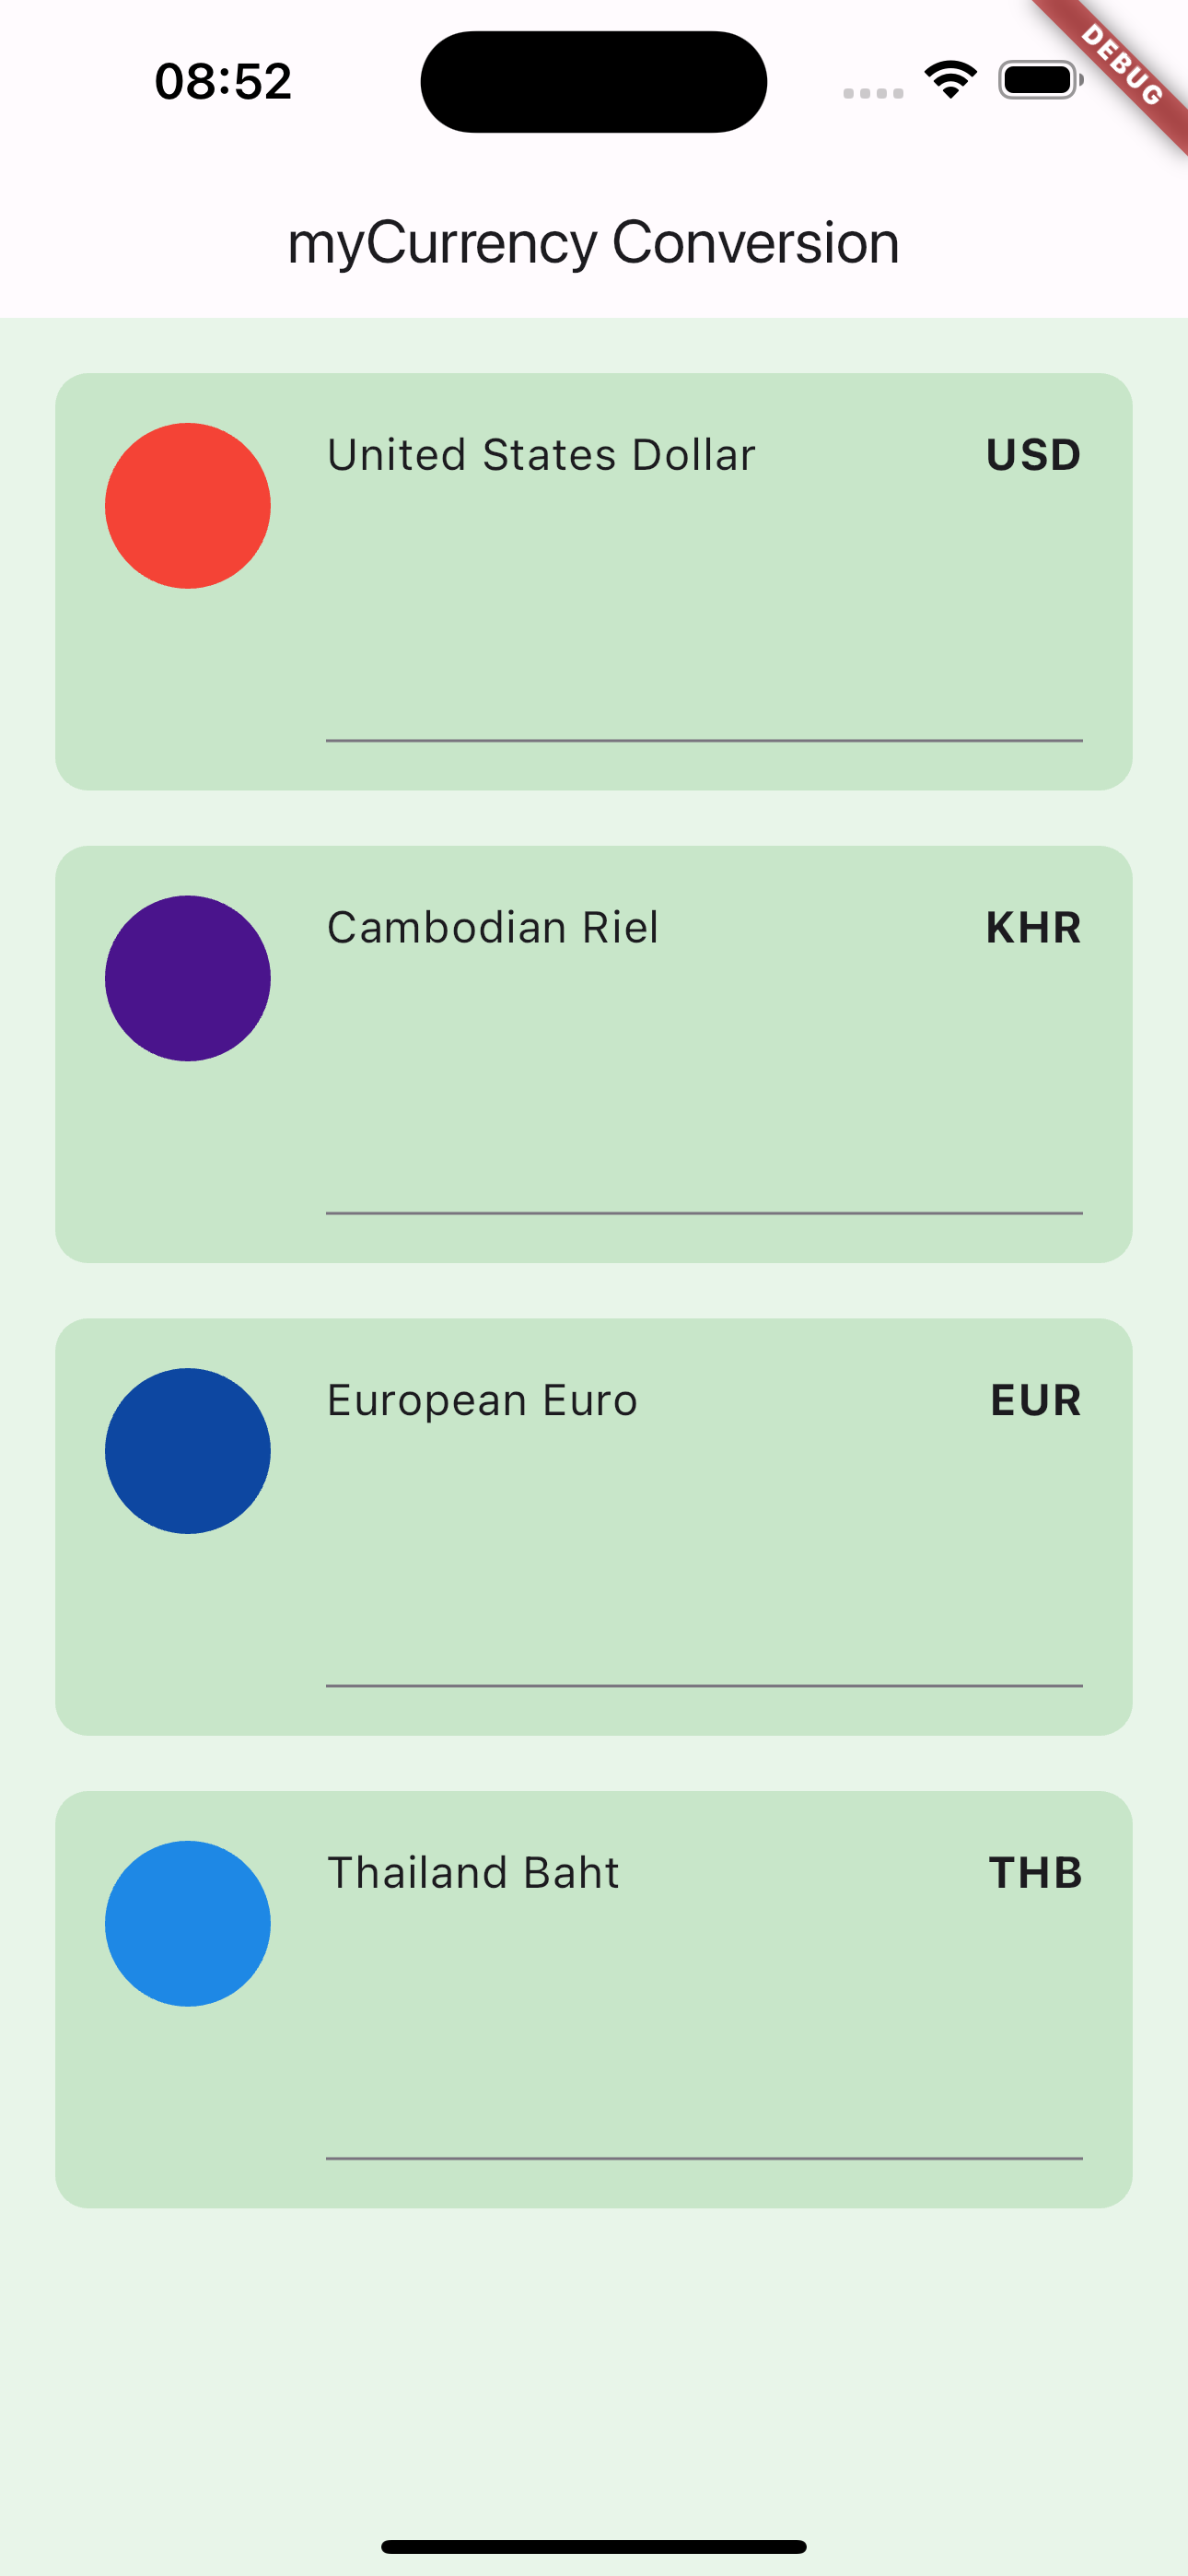 08:52
DEBUG
myCurrency Conversion
United States Dollar USD
Cambodian Riel KHR
European Euro EUR
Thailand Baht THB